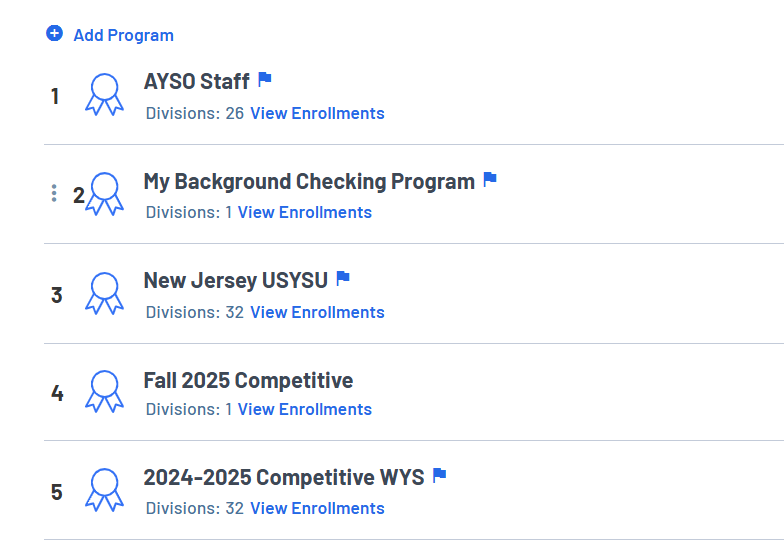 Add Program
1
AYSO Staff
Divisions: 26 View Enrollments
2
My Background Checking Program
Divisions: 1 View Enrollments
3
New Jersey USYSU
Divisions: 32 View Enrollments
4
Fall 2025 Competitive
Divisions: 1 View Enrollments
5
2024-2025 Competitive WYS
Divisions: 32 View Enrollments